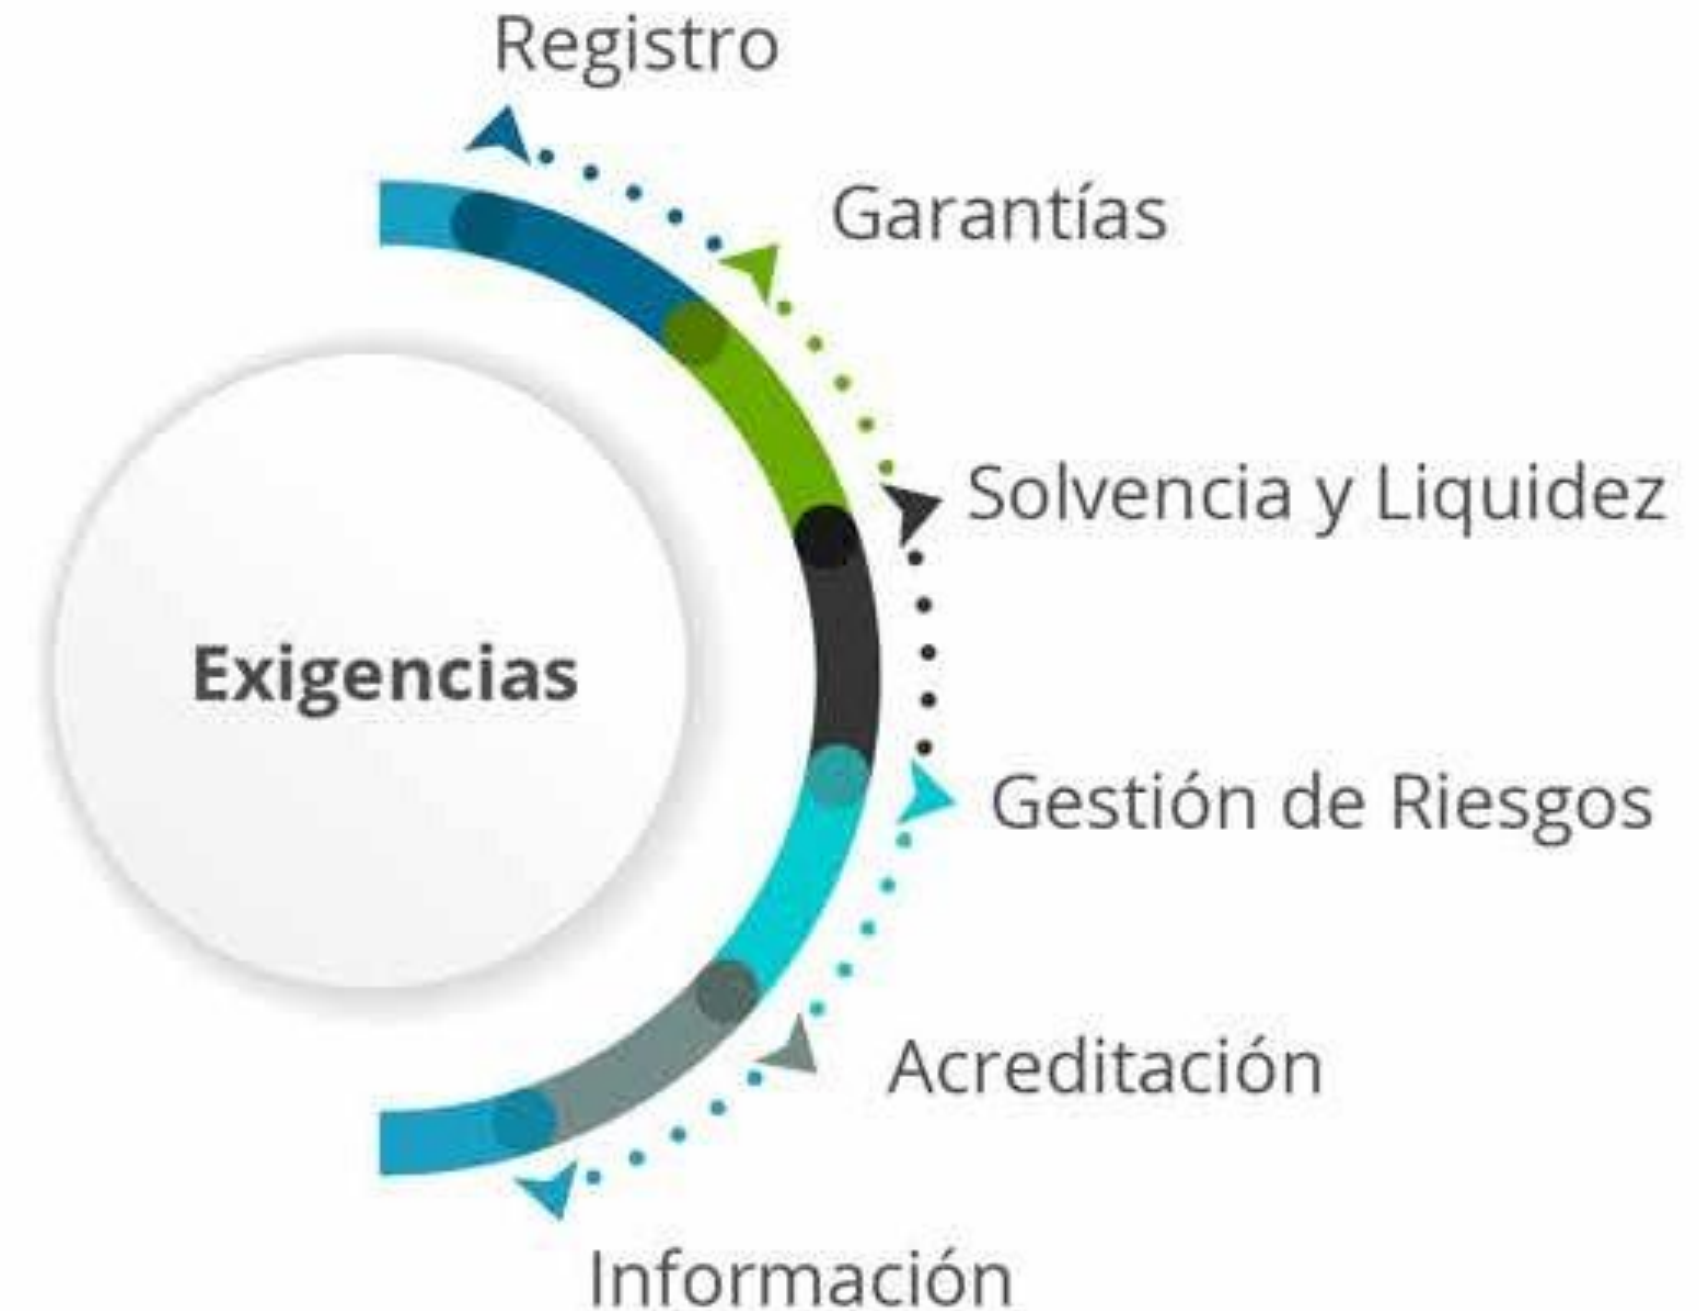 Registro
Garantías
Solvencia y Liquidez
Exigencias
Gestión de Riesgos
Acreditación
Información